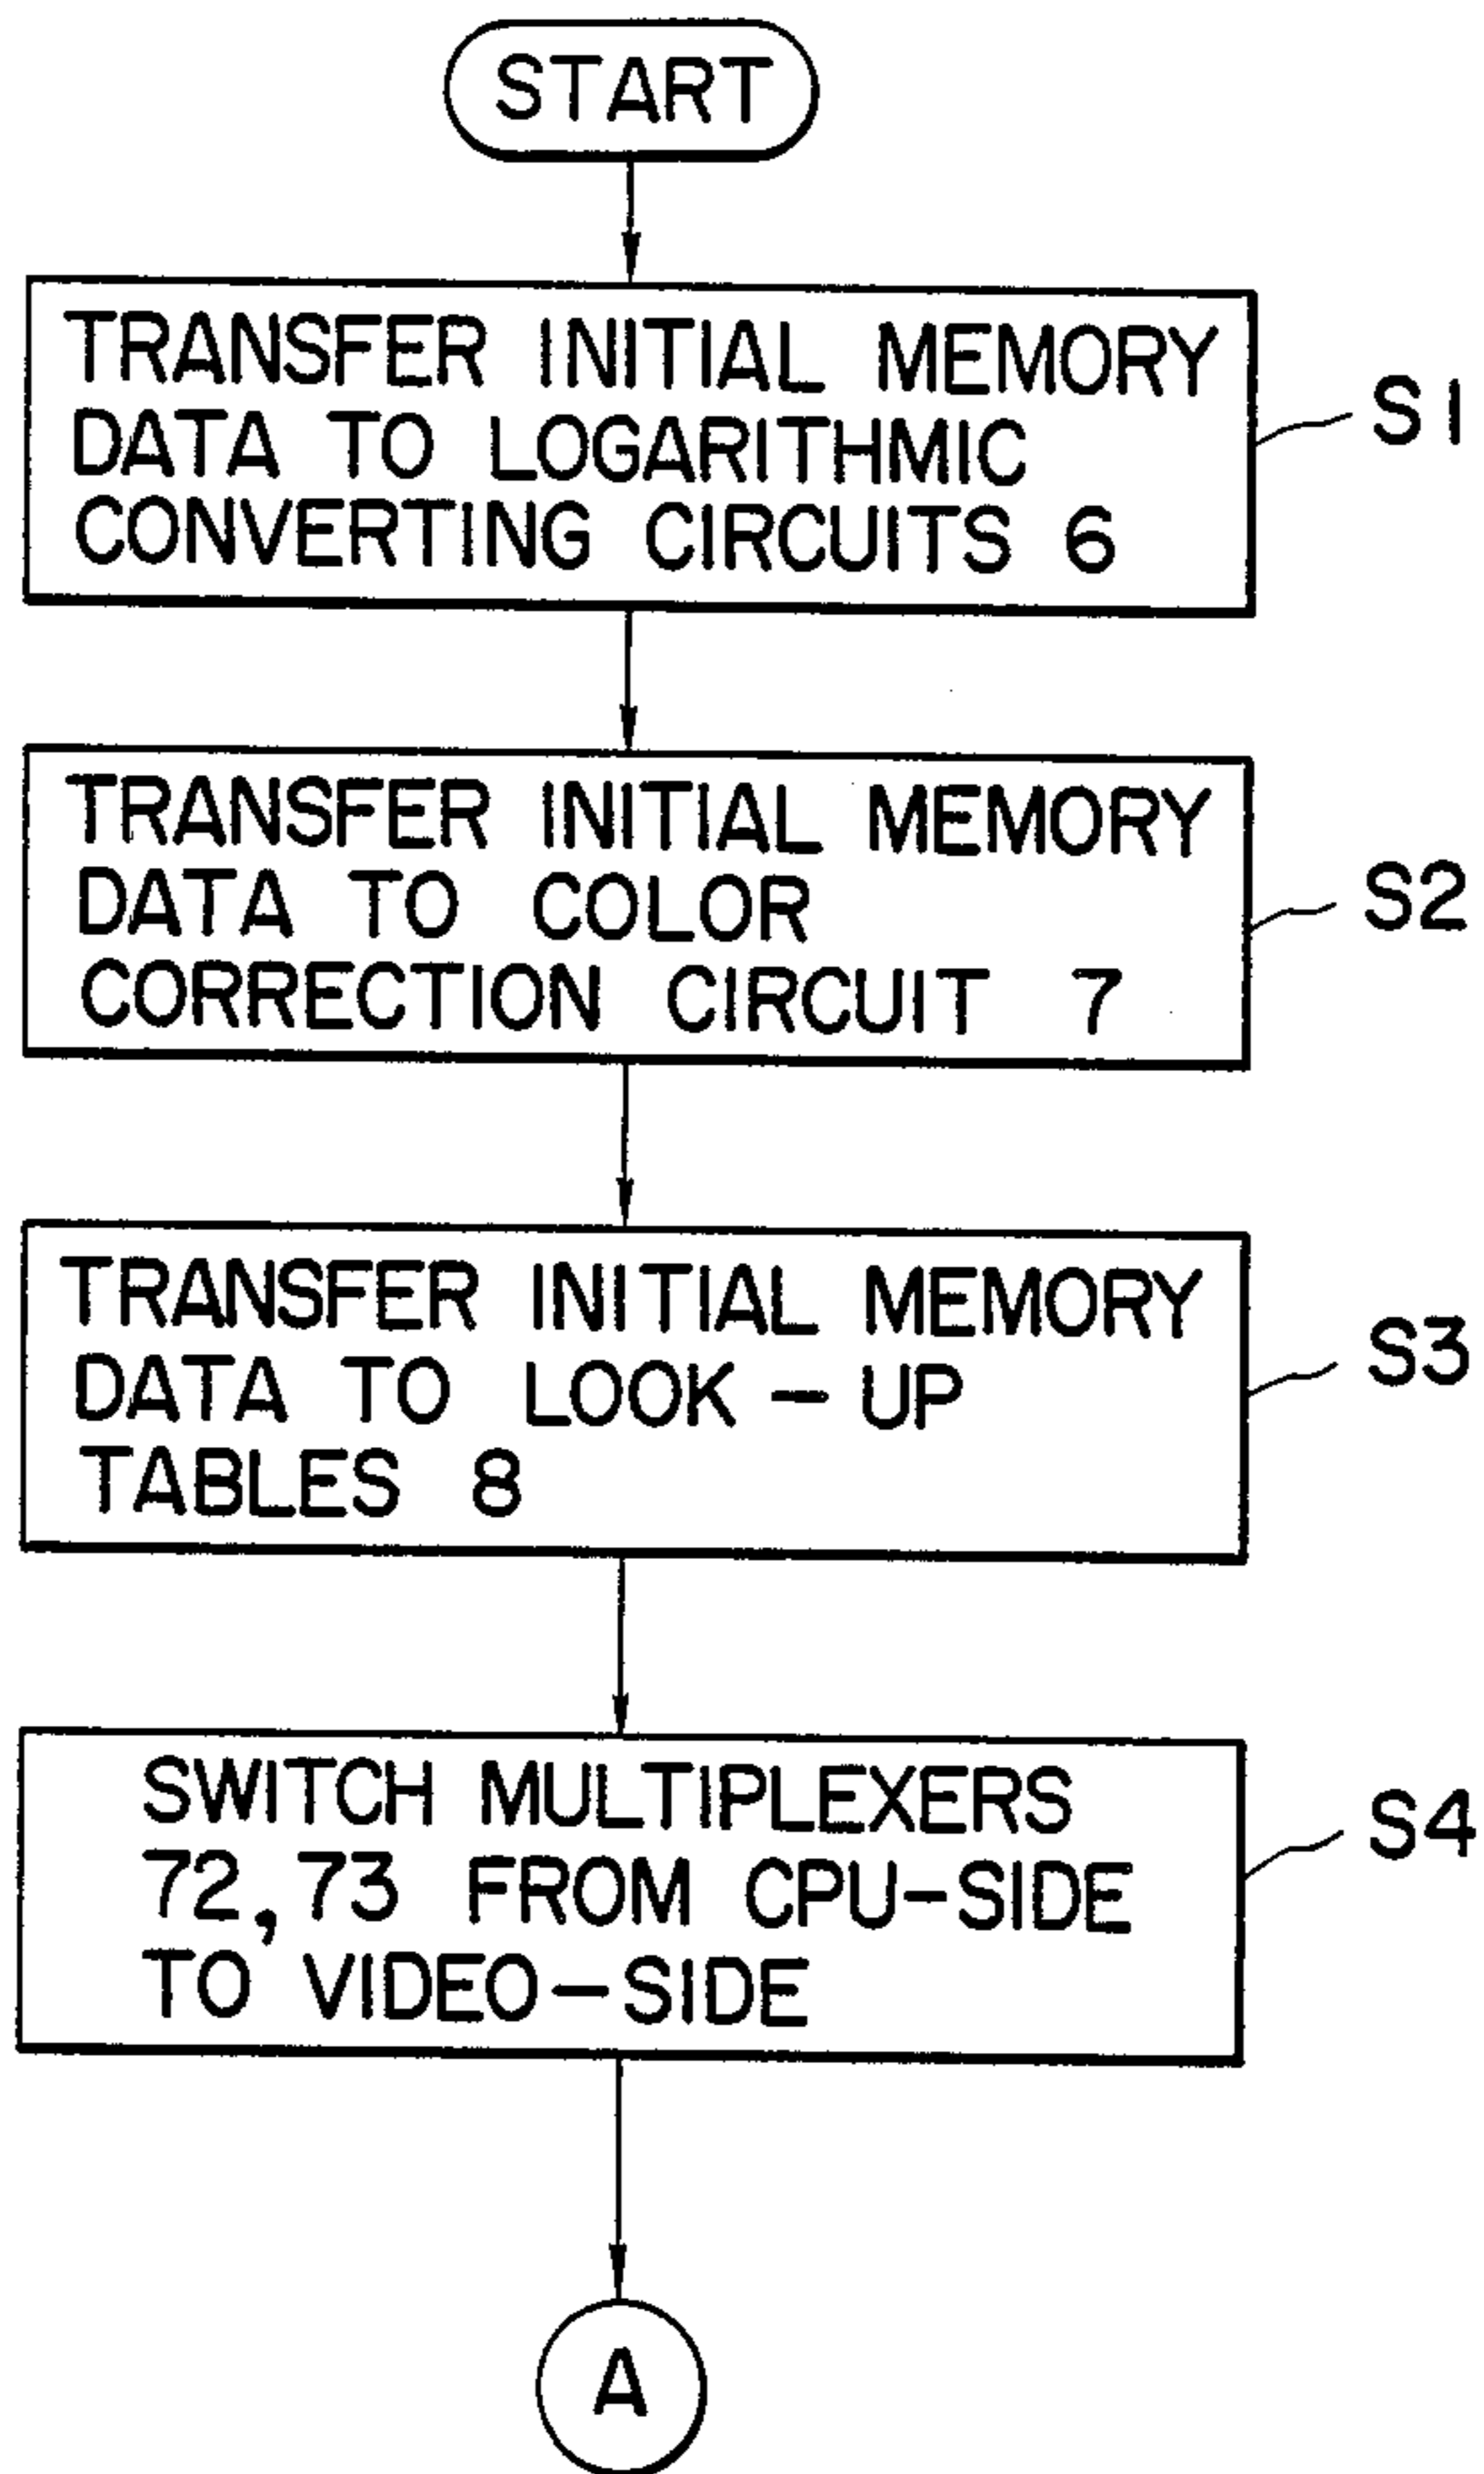 START
TRANSFER INITIAL MEMORY
DATA TO LOGARITHMIC
CONVERTING CIRCUITS 6
S1
TRANSFER INITIAL MEMORY
DATA TO COLOR
CORRECTION CIRCUIT 7
S2
TRANSFER INITIAL MEMORY
DATA TO LOOK-UP
TABLES 8
S3
SWITCH MULTIPLEXERS
72,73 FROM CPU-SIDE
TO VIDEO-SIDE
S4
A